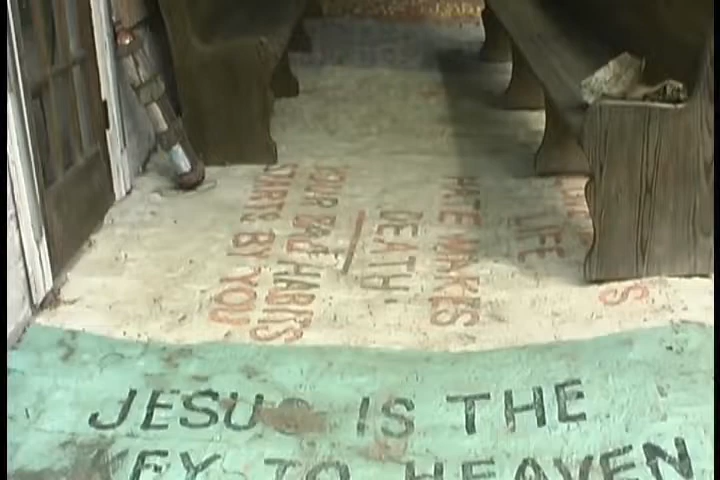 LIFE
HATE MAKES
DEATH.
YOUR BAD HABITS
STARTS BY YOU
JESUS IS THE
KEY TO HEAVEN